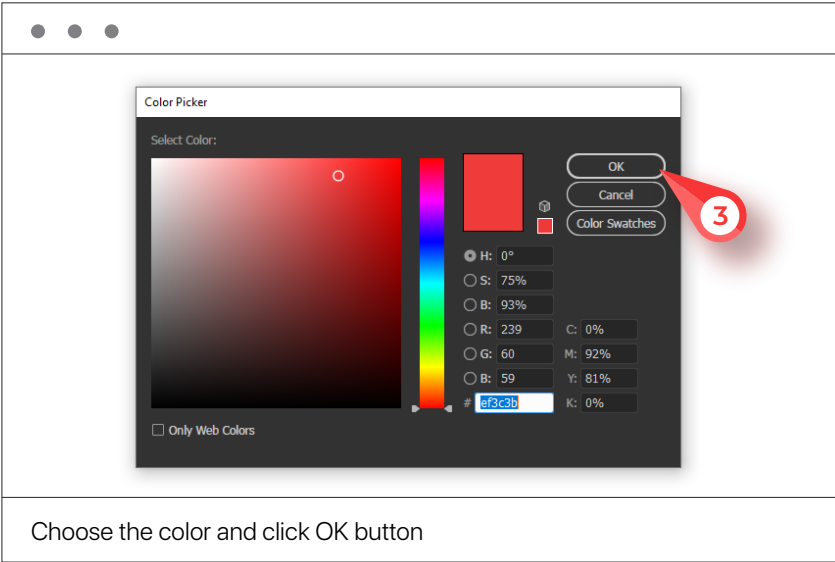 Color Picker
Select Color:
OK
Cancel
Color Swatches
3
H: 0°
S: 75%
B: 93%
R: 239 C: 0%
G: 60 M: 92%
B: 59 Y: 81%
# ef3c3b K: 0%
Only Web Colors
Choose the color and click OK button